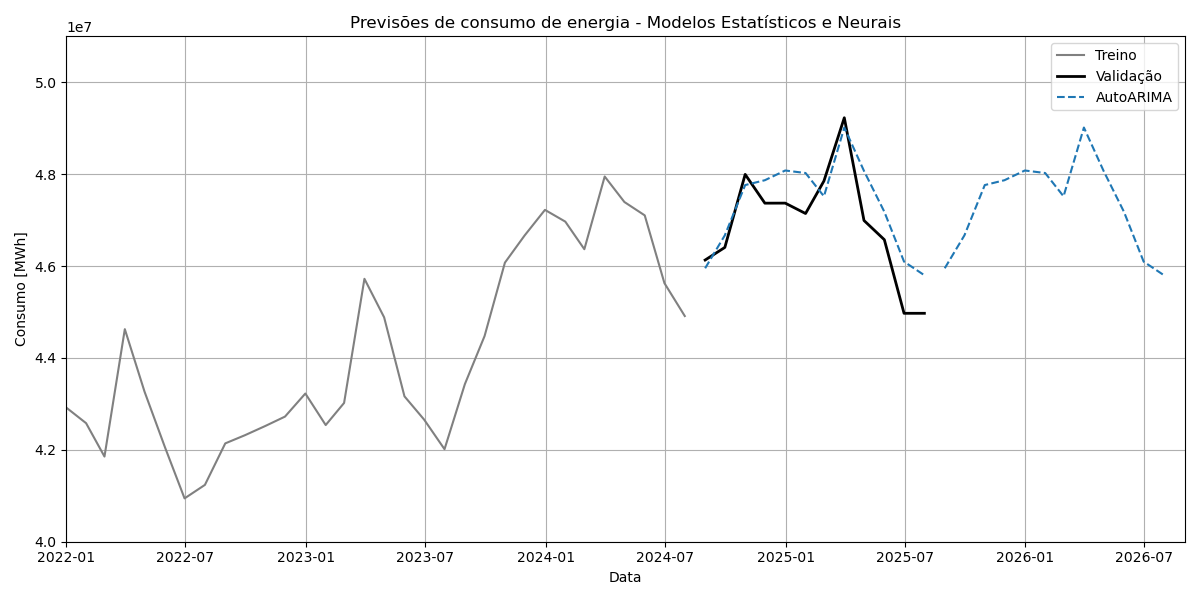 Previsões de consumo de energia - Modelos Estatísticos e Neurais
1e7
Treino
Validação
AutoARIMA
5.0
4.8
4.6
4.4
4.2
4.0
Consumo [MWh]
2022-01 2022-07 2023-01 2023-07 2024-01 2024-07 2025-01 2025-07 2026-01 2026-07
Data